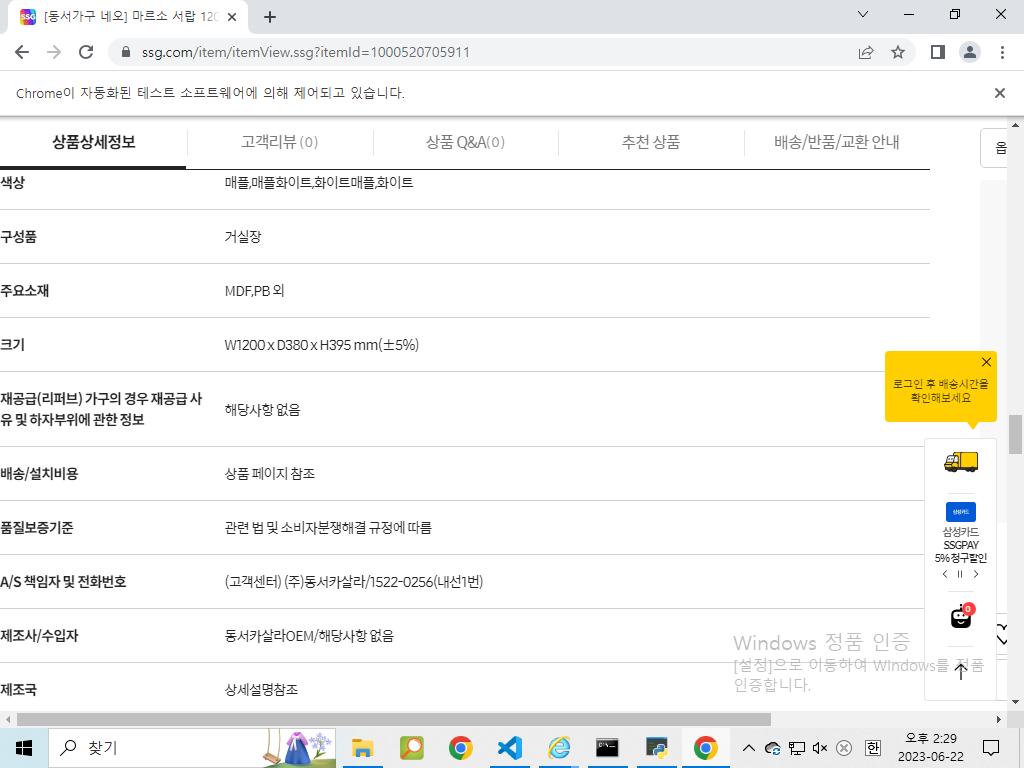 SSG
[동서가구 네오] 마르소 서랍 120
ssg.com/item/itemView.ssg?itemId=1000520705911
Chrome이 자동화된 테스트 소프트웨어에 의해 제어되고 있습니다.
상품상세정보
고객리뷰 (0)
상품 Q&A(0)
추천 상품
배송/반품/교환 안내
색상
매플,매플화이트,화이트매플,화이트
구성품
거실장
주요소재
MDF,PB 외
크기
W1200 x D380 x H395 mm(±5%)
재공급(리퍼브) 가구의 경우 재공급 사
유 및 하자부위에 관한 정보
해당사항 없음
배송/설치비용
상품 페이지 참조
품질보증기준
관련 법 및 소비자분쟁해결 규정에 따름
A/S 책임자 및 전화번호
(고객센터) (주)동서카살라/1522-0256(내선1번)
제조사/수입자
동서카살라OEM/해당사항 없음
제조국
상세설명참조
로그인 후 배송시간을
확인해보세요
삼성카드
삼성카드
SSGPAY
5% 청구할인
0
Windows 정품 인증
[설정]으로 이동하여 Windows를 정품
인증합니다.
찾기
한
오후 2:29
2023-06-22